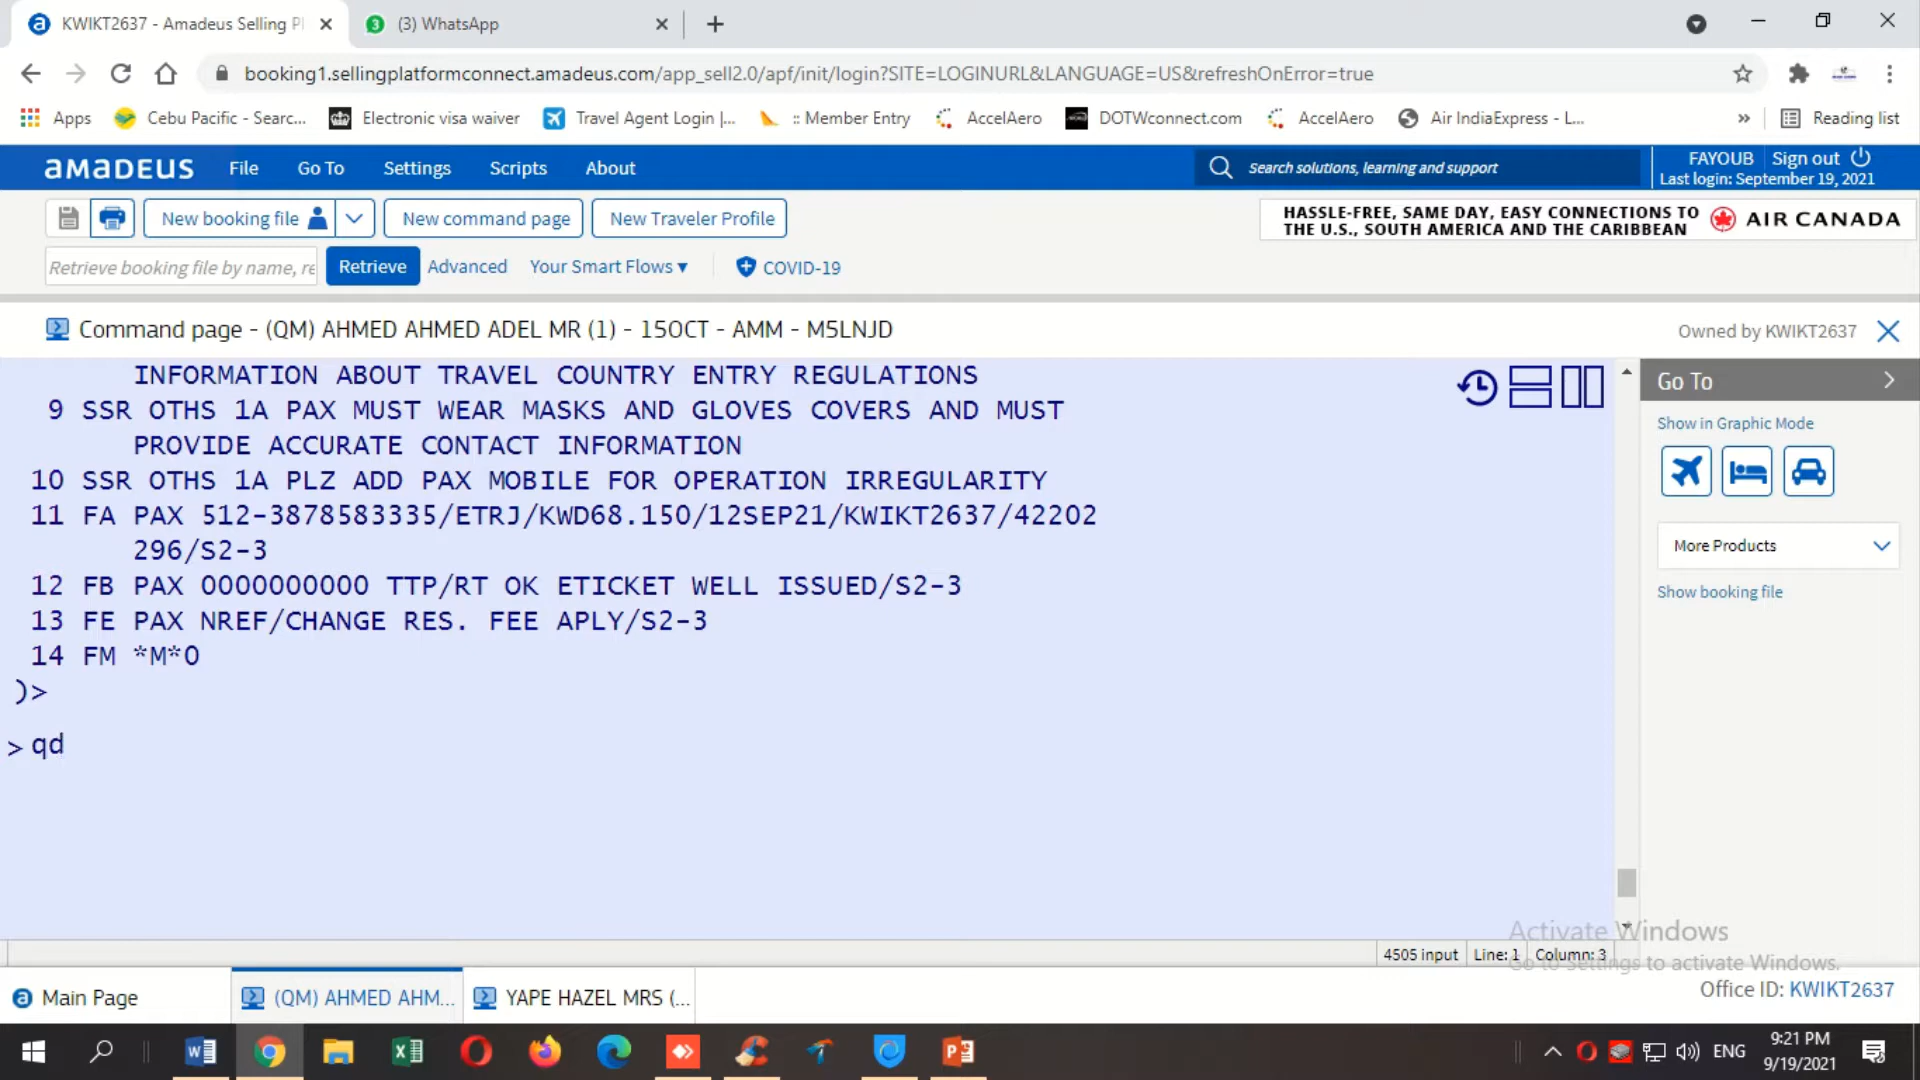 KWIKT2637 - Amadeus Selling Pl
3
(3) WhatsApp
booking1.sellingplatformconnect.amadeus.com/app_sell2.0/apf/init/login?SITE=LOGINURL&LANGUAGE=US&refreshOnError=true
Apps
Cebu Pacific - Searc...
Electronic visa waiver
Travel Agent Login |...
:: Member Entry
AccelAero
DOTWconnect.com
AccelAero
Air IndiaExpress - L...
»
Reading list
amadeus
File
Go To
Settings
Scripts
About
Search solutions, learning and support
FAYOUB
Sign out
Last login: September 19, 2021
New booking file
New command page
New Traveler Profile
HASSLE-FREE, SAME DAY, EASY CONNECTIONS TO
THE U.S., SOUTH AMERICA AND THE CARIBBEAN
AIR CANADA
Retrieve booking file by name, re
Retrieve
Advanced
Your Smart Flows
COVID-19
Command page - (QM) AHMED AHMED ADEL MR (1) - 15OCT - AMM - M5LNJD
Owned by KWIKT2637
INFORMATION ABOUT TRAVEL COUNTRY ENTRY REGULATIONS
9 SSR OTHS 1A PAX MUST WEAR MASKS AND GLOVES COVERS AND MUST
PROVIDE ACCURATE CONTACT INFORMATION
10 SSR OTHS 1A PLZ ADD PAX MOBILE FOR OPERATION IRREGULARITY
11 FA PAX 512-3878583335/ETRJ/KWD68.150/12SEP21/KWIKT2637/42202
296/S2-3
12 FB PAX 0000000000 TTP/RT OK ETICKET WELL ISSUED/S2-3
13 FE PAX NREF/CHANGE RES. FEE APLY/S2-3
14 FM *M*0
)>
> qd
Go To
Show in Graphic Mode
More Products
Show booking file
Activate Windows
Go to Settings to activate Windows.
4505 input
Line: 1
Column: 3
Main Page
(QM) AHMED AHM...
YAPE HAZEL MRS (...
Office ID: KWIKT2637
ENG
9:21 PM
9/19/2021